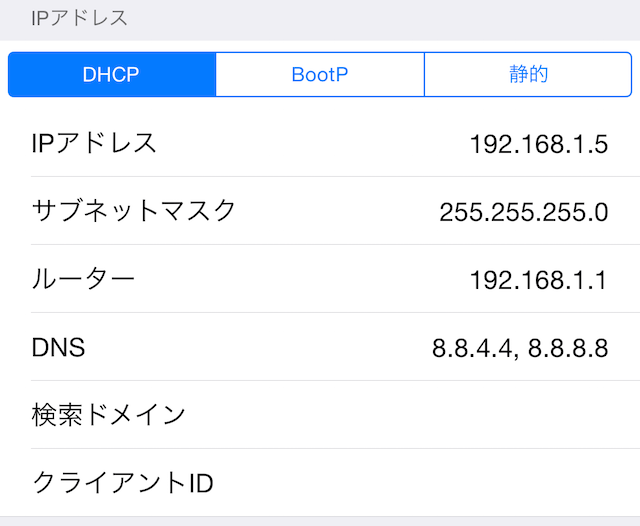 IPアドレス
DHCP BootP 静的
IPアドレス 192.168.1.5
サブネットマスク 255.255.255.0
ルーター 192.168.1.1
DNS 8.8.4.4, 8.8.8.8
検索ドメイン
クライアントID